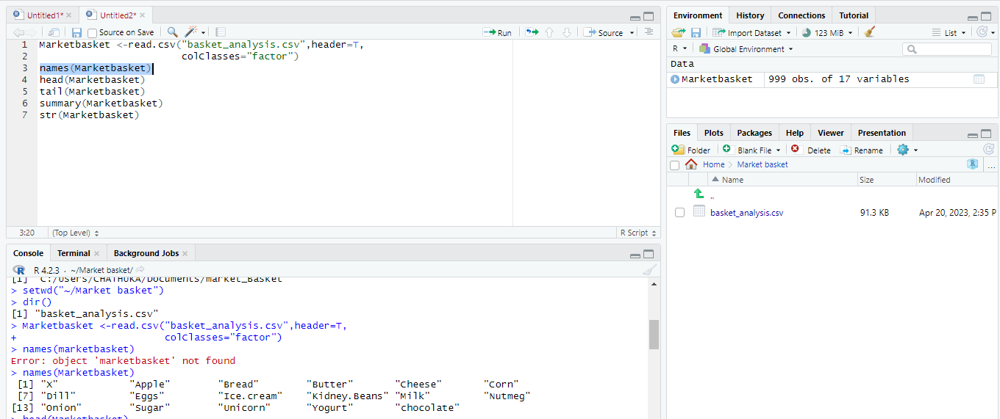 Untitled1*
Untitled2*
Source on Save
Run
Source
1 Marketbasket <-read.csv("basket_analysis.csv",header=T,
2 colClasses="factor")
3 names(Marketbasket)
4 head(Marketbasket)
5 tail(Marketbasket)
6 summary(Marketbasket)
7 str(Marketbasket)
3:20
(Top Level)
R Script
Console
Terminal
Background Jobs
R 4.2.3 · ~/Market basket/
[1] "C:/Users/CHATHUKA/Documents/market_Basket"
> setwd("~/Market basket")
> dir()
[1] "basket_analysis.csv"
> Marketbasket <-read.csv("basket_analysis.csv",header=T,
+ colClasses="factor")
> names(marketbasket)
Error: object 'marketbasket' not found
> names(Marketbasket)
[1] "X" "Apple" "Bread" "Butter" "Cheese" "Corn"
[7] "Dill" "Eggs" "Ice.cream" "Kidney.Beans" "Milk" "Nutmeg"
[13] "Onion" "Sugar" "Unicorn" "Yogurt" "chocolate"
> head(Marketbasket)
Environment
History
Connections
Tutorial
Import Dataset
123 MiB
List
R
Global Environment
Data
Marketbasket 999 obs. of 17 variables
Files
Plots
Packages
Help
Viewer
Presentation
Folder
Blank File
Delete
Rename
Home
Market basket
...
Name
Size
Modified
..
basket_analysis.csv
91.3 KB
Apr 20, 2023, 2:35 P